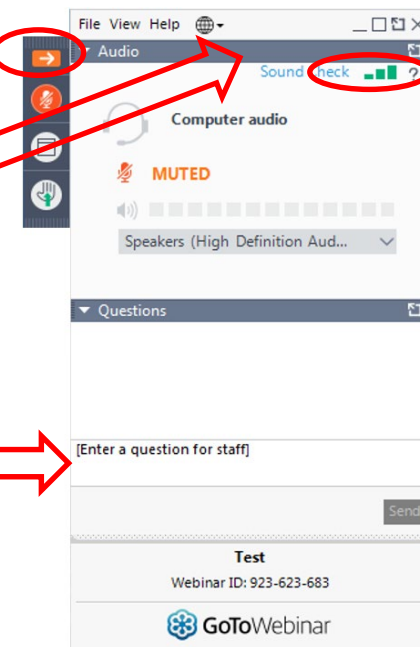 File View Help
Audio
Sound Check ?
Computer audio
MUTED
Speakers (High Definition Aud...
Questions
[Enter a question for staff]
Send
Test
Webinar ID: 923-623-683
GoToWebinar